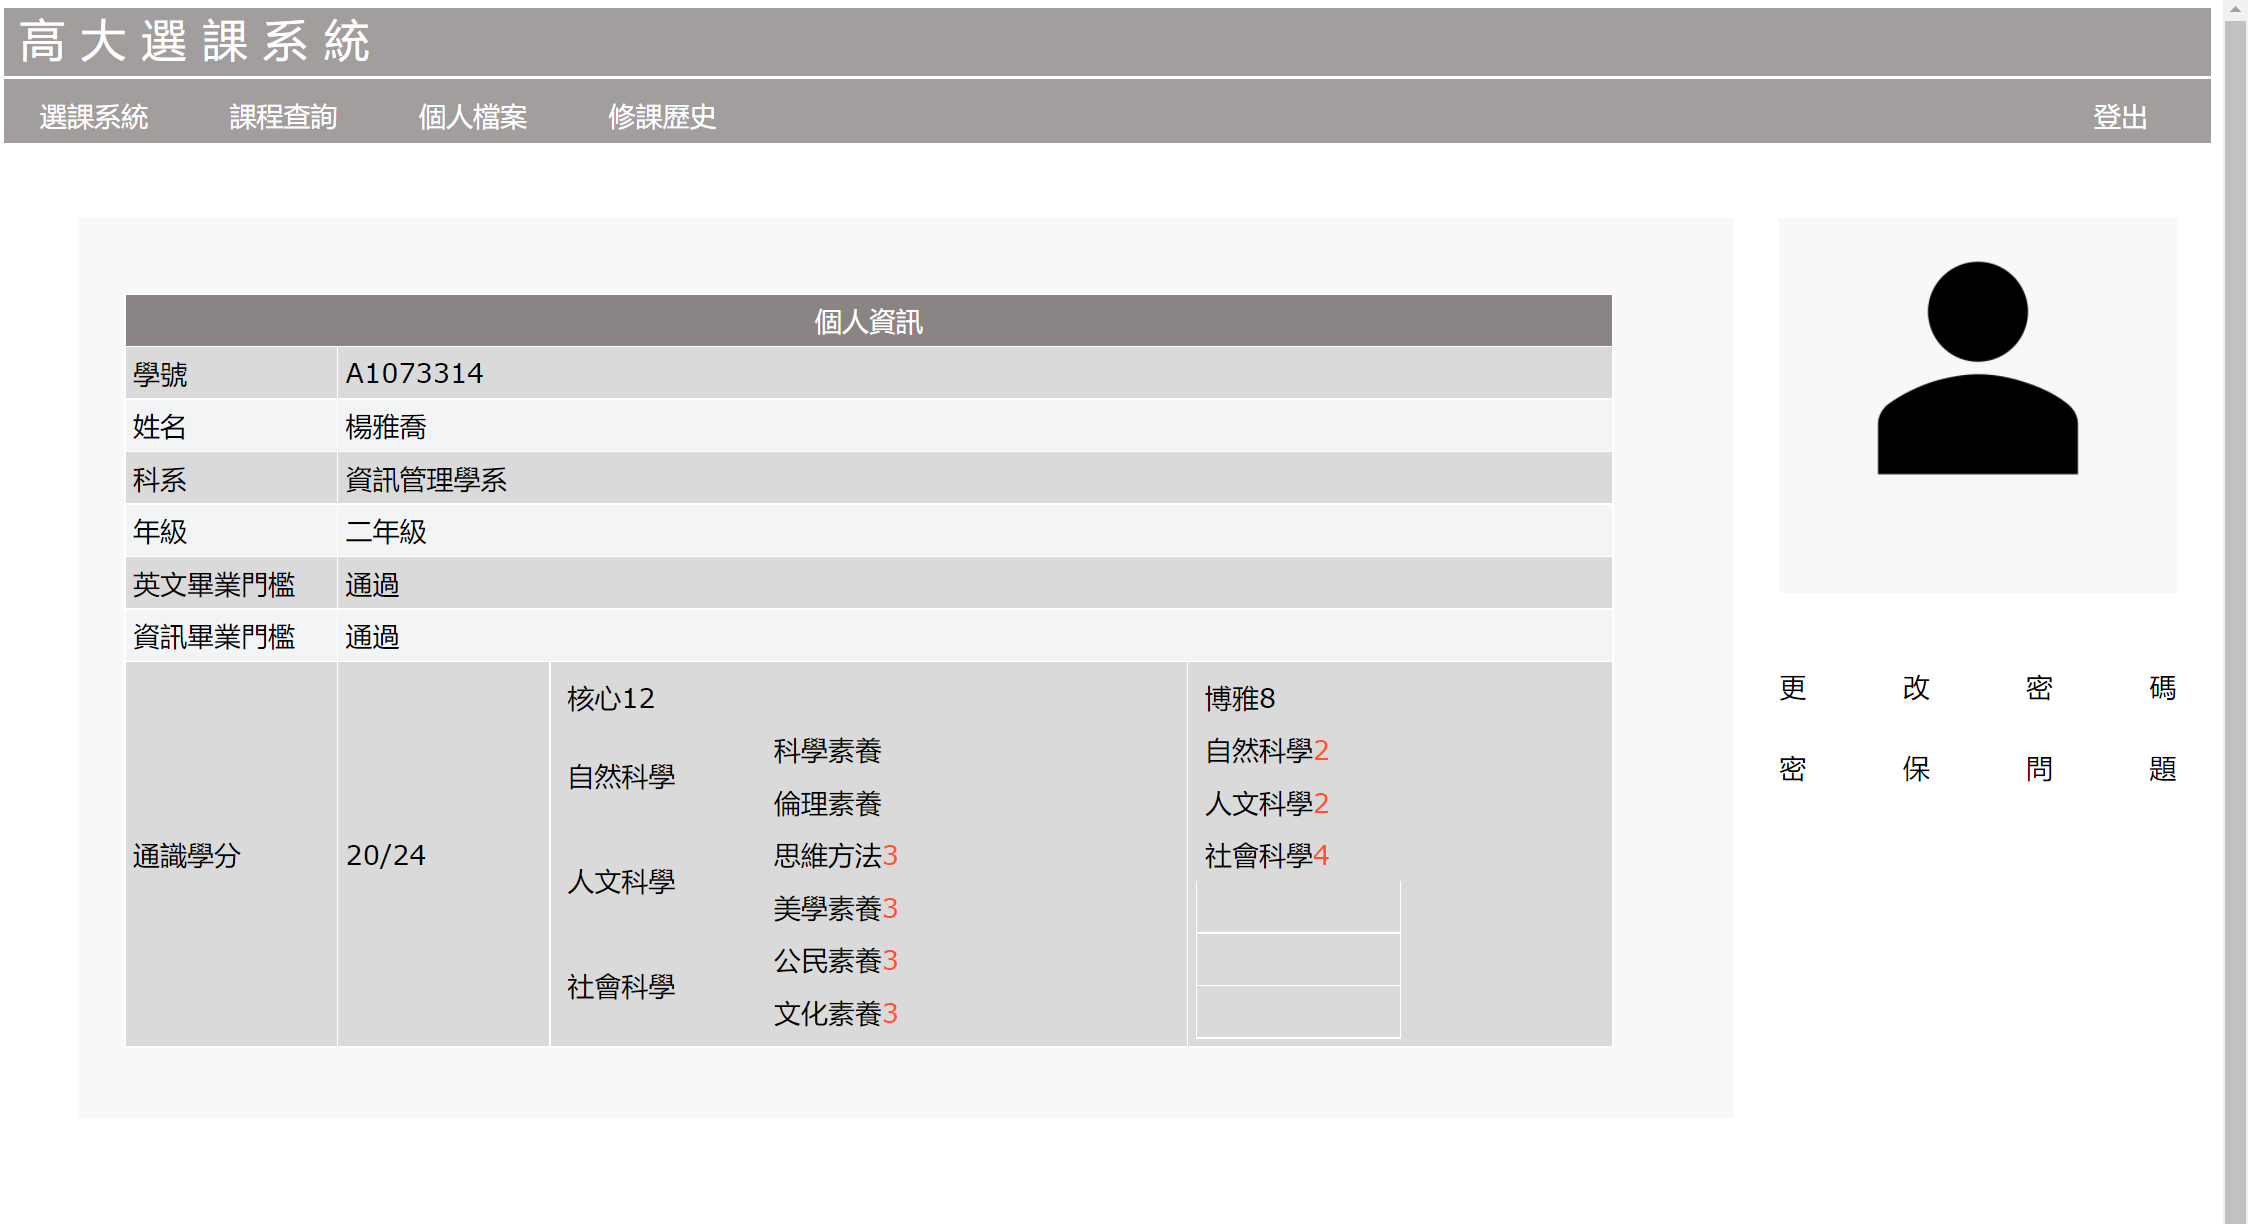 高大選課系統
選課系統 課程查詢 個人檔案 修課歷史 登出
個人資訊
學號 A1073314
姓名 楊雅喬
科系 資訊管理學系
年級 二年級
英文畢業門檻 通過
資訊畢業門檻 通過
通識學分 20/24
核心12
自然科學
科學素養
倫理素養
人文科學
思維方法3
美學素養3
社會科學
公民素養3
文化素養3
博雅8
自然科學2
人文科學2
社會科學4
更改密碼
密保問題